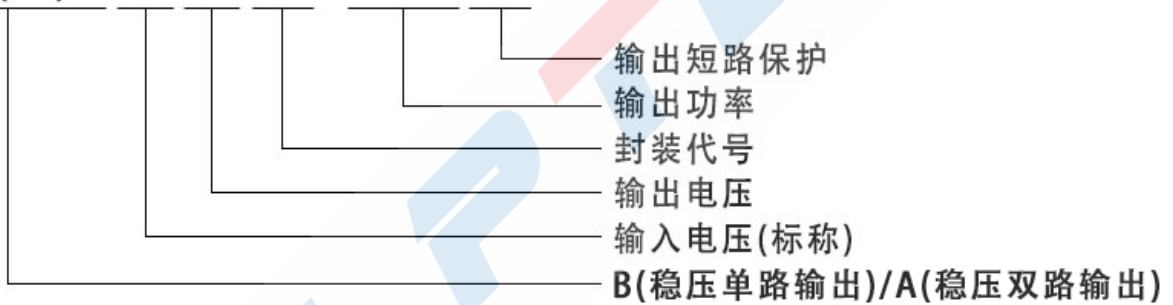 输出短路保护
输出功率
封装代号
输出电压
输入电压(标称)
B(稳压单路输出)/A(稳压双路输出)